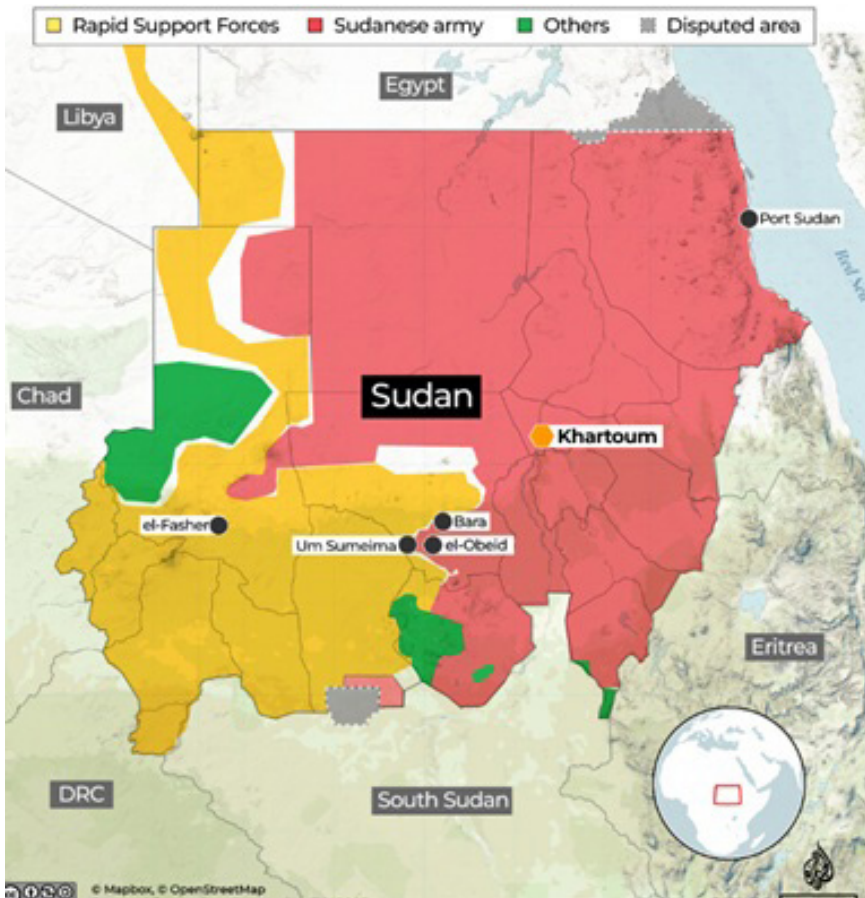 Rapid Support Forces Sudanese army Others Disputed area
Egypt
Libya
Port Sudan
Red Sea
Chad
Sudan
Khartoum
el-Fasher
Bara
Um Sumeima
el-Obeid
Eritrea
DRC
South Sudan
© Mapbox, © OpenStreetMap